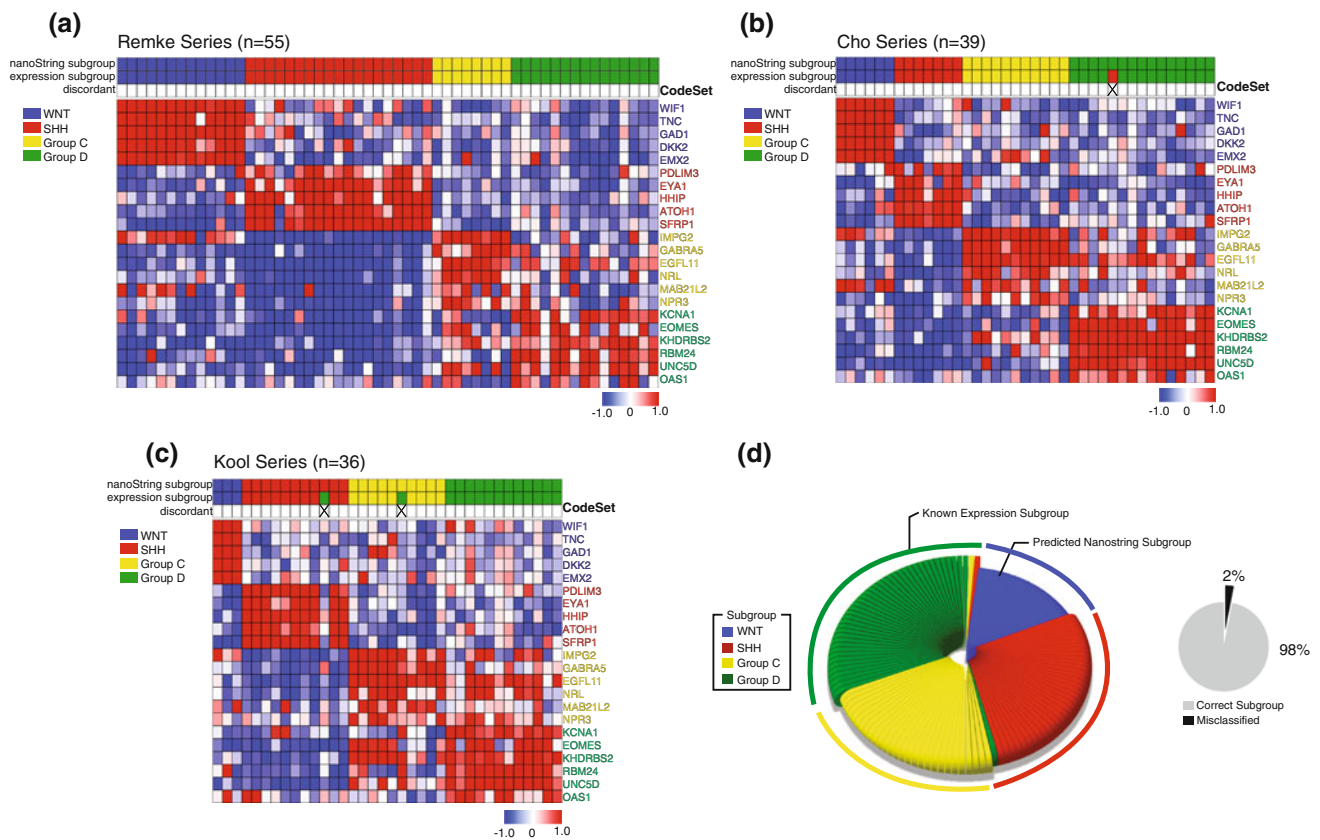 (a)
Remke Series (n=55)
nanoString subgroup
expression subgroup
discordant
CodeSet
WNT
SHH
Group C
Group D
WIF1
TNC
GAD1
DKK2
EMX2
PDLIM3
EYA1
HHIP
ATOH1
SFRP1
IMPG2
GABRA5
EGFL11
NRL
MAB21L2
NPR3
KCNA1
EOMES
KHDRBS2
RBM24
UNC5D
OAS1
-1.0 0 1.0
(b)
Cho Series (n=39)
nanoString subgroup
expression subgroup
discordant
X
CodeSet
WNT
SHH
Group C
Group D
WIF1
TNC
GAD1
DKK2
EMX2
PDLIM3
EYA1
HHIP
ATOH1
SFRP1
IMPG2
GABRA5
EGFL11
NRL
MAB21L2
NPR3
KCNA1
EOMES
KHDRBS2
RBM24
UNC5D
OAS1
-1.0 0 1.0
(c)
Kool Series (n=36)
nanoString subgroup
expression subgroup
discordant
X X
CodeSet
WNT
SHH
Group C
Group D
WIF1
TNC
GAD1
DKK2
EMX2
PDLIM3
EYA1
HHIP
ATOH1
SFRP1
IMPG2
GABRA5
EGFL11
NRL
MAB21L2
NPR3
KCNA1
EOMES
KHDRBS2
RBM24
UNC5D
OAS1
-1.0 0 1.0
(d)
Known Expression Subgroup
Predicted Nanostring Subgroup
Subgroup
WNT
SHH
Group C
Group D
2%
98%
Correct Subgroup
Misclassified